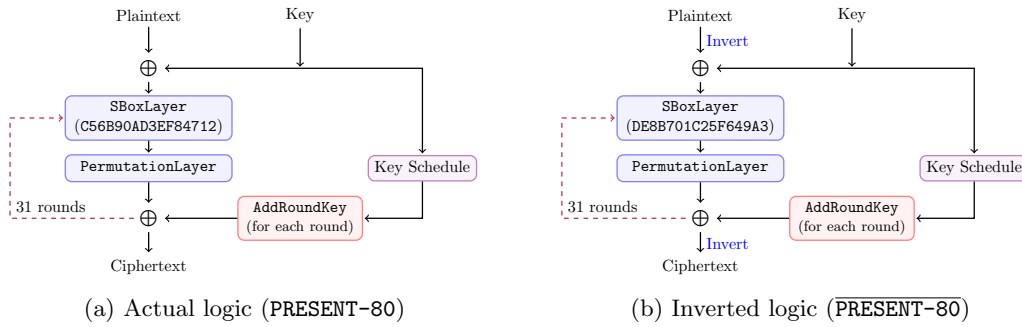 Plaintext
Key
SBoxLayer
(C56B90AD3EF84712)
PermutationLayer
Key Schedule
31 rounds
AddRoundKey
(for each round)
Ciphertext
(a) Actual logic (PRESENT-80)
Plaintext
Key
Invert
SBoxLayer
(DE8B701C25F649A3)
PermutationLayer
Key Schedule
31 rounds
AddRoundKey
(for each round)
Invert
Ciphertext
(b) Inverted logic (PRESENT-80)